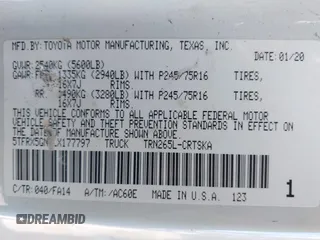 MFD.BY:TOYOTA MOTOR MANUFACTURING, TEXAS, INC.
GVWR:2540KG (5600LB) 01/20
GAWR:FR 1335KG (2940LB) WITH P245/75R16 TIRES,
16X7J RIMS,
RR 1490KG (3280LB) WITH P245/75R16 TIRES,
16X7J RIMS,
THIS VEHICLE CONFORMS TO ALL APPLICABLE FEDERAL MOTOR
VEHICLE SAFETY AND THEFT PREVENTION STANDARDS IN EFFECT
ON THE DATE OF MANUFACTURE SHOWN ABOVE.
LX177797 TRUCK TRN265L-CRTSKA
C/TR:040/FA14 A/TM:/AC60E MADE IN U.S.A. 123 1